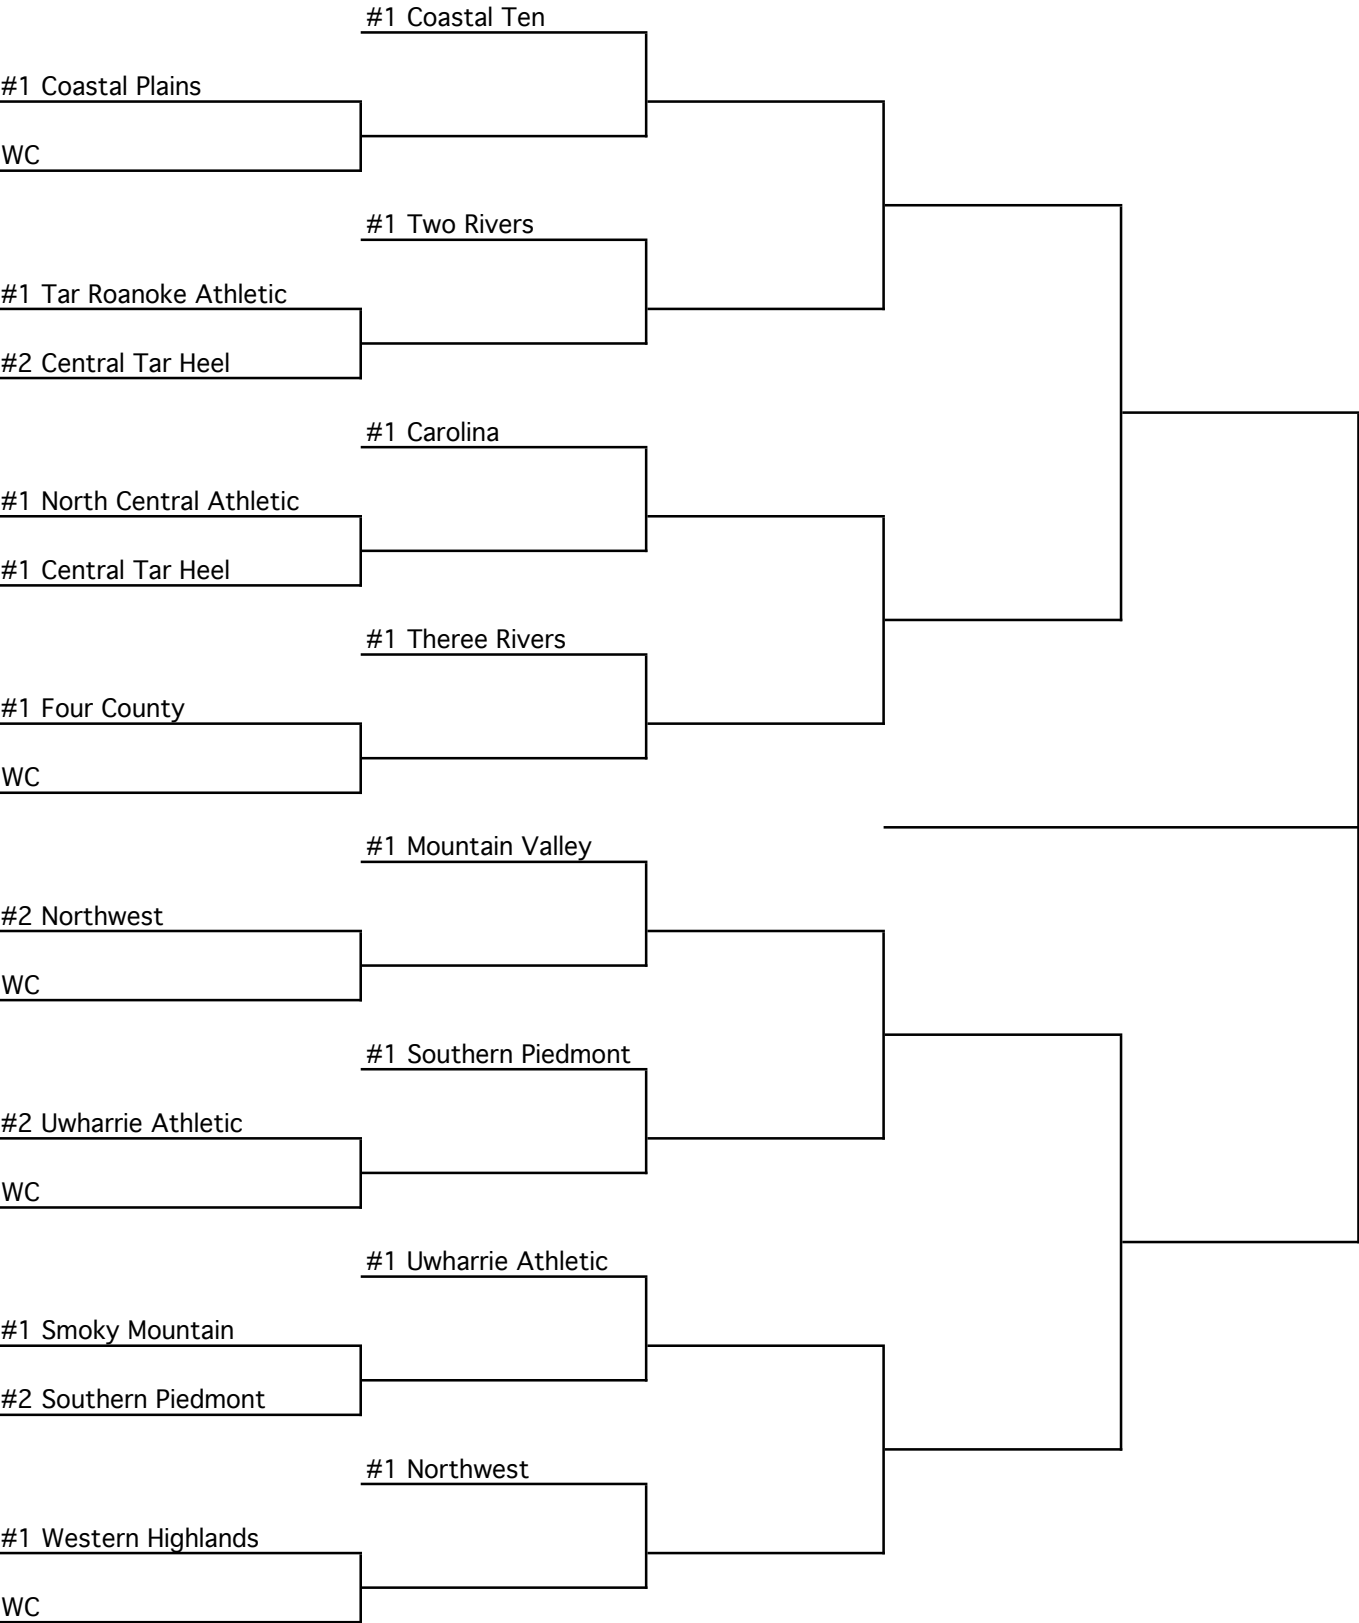 #1 Coastal Ten
#1 Coastal Plains
WC
#1 Two Rivers
#1 Tar Roanoke Athletic
#2 Central Tar Heel
#1 Carolina
#1 North Central Athletic
#1 Central Tar Heel
#1 Theree Rivers
#1 Four County
WC
#1 Mountain Valley
#2 Northwest
WC
#1 Southern Piedmont
#2 Uwharrie Athletic
WC
#1 Uwharrie Athletic
#1 Smoky Mountain
#2 Southern Piedmont
#1 Northwest
#1 Western Highlands
WC